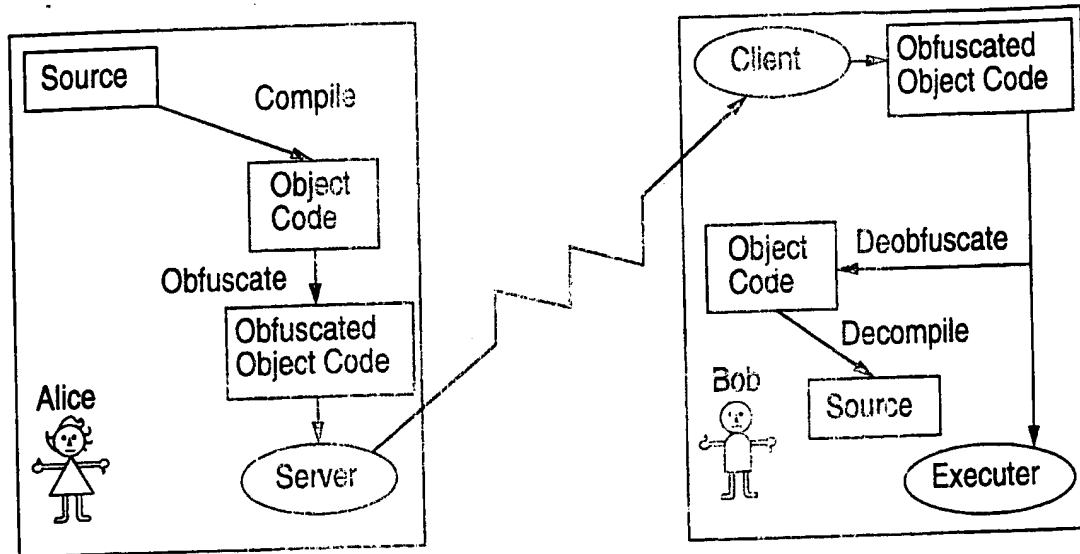 Source
Compile
Object
Code
Obfuscate
Obfuscated
Object Code
Alice
Server
Client
Obfuscated
Object Code
Object
Code
Deobfuscate
Decompile
Bob
Source
Executer